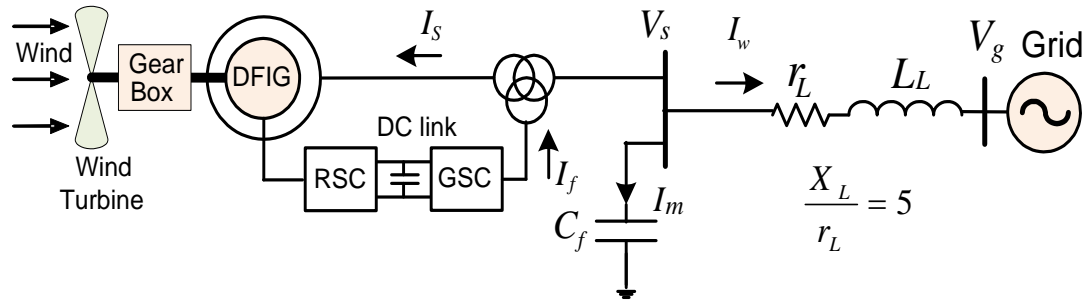 Wind
Gear
Box
DFIG
Wind
Turbine
I_S
DC link
RSC
GSC
I_f
V_s
I_w
r_L
L_L
V_g
Grid
I_m
C_f
X_L / r_L = 5